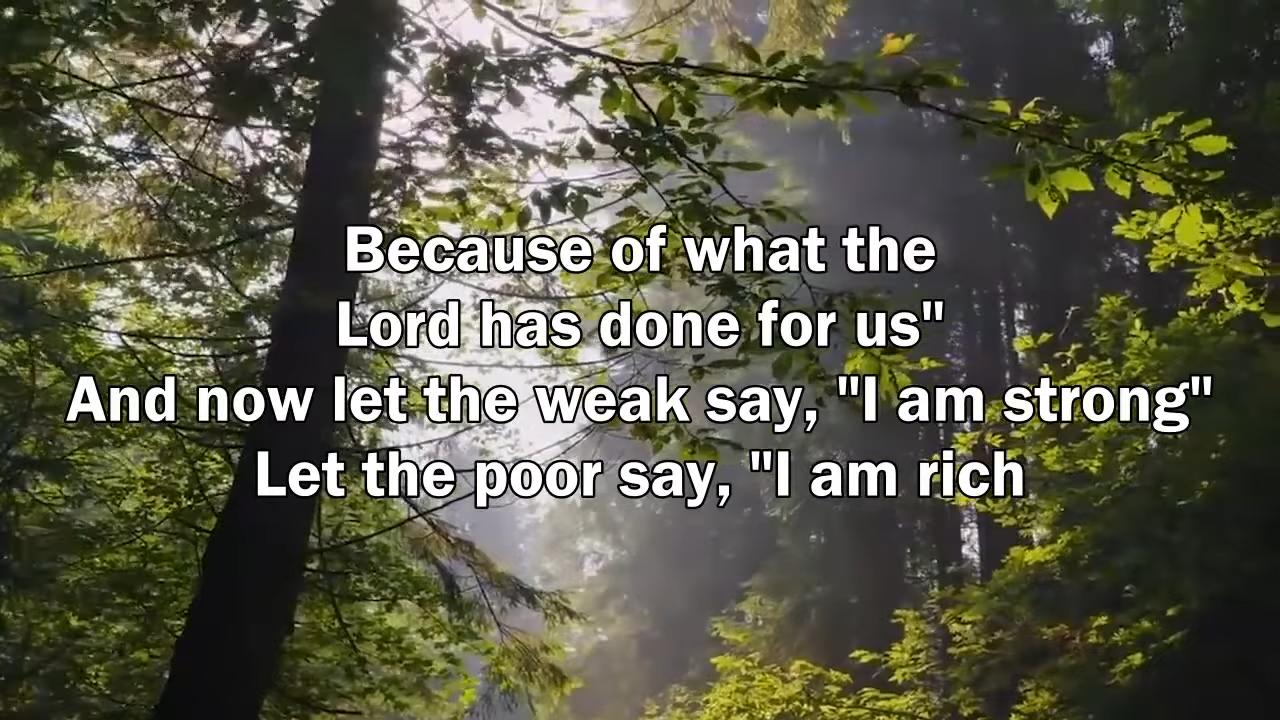 Because of what the
Lord has done for us"
And now let the weak say, "I am strong"
Let the poor say, "I am rich